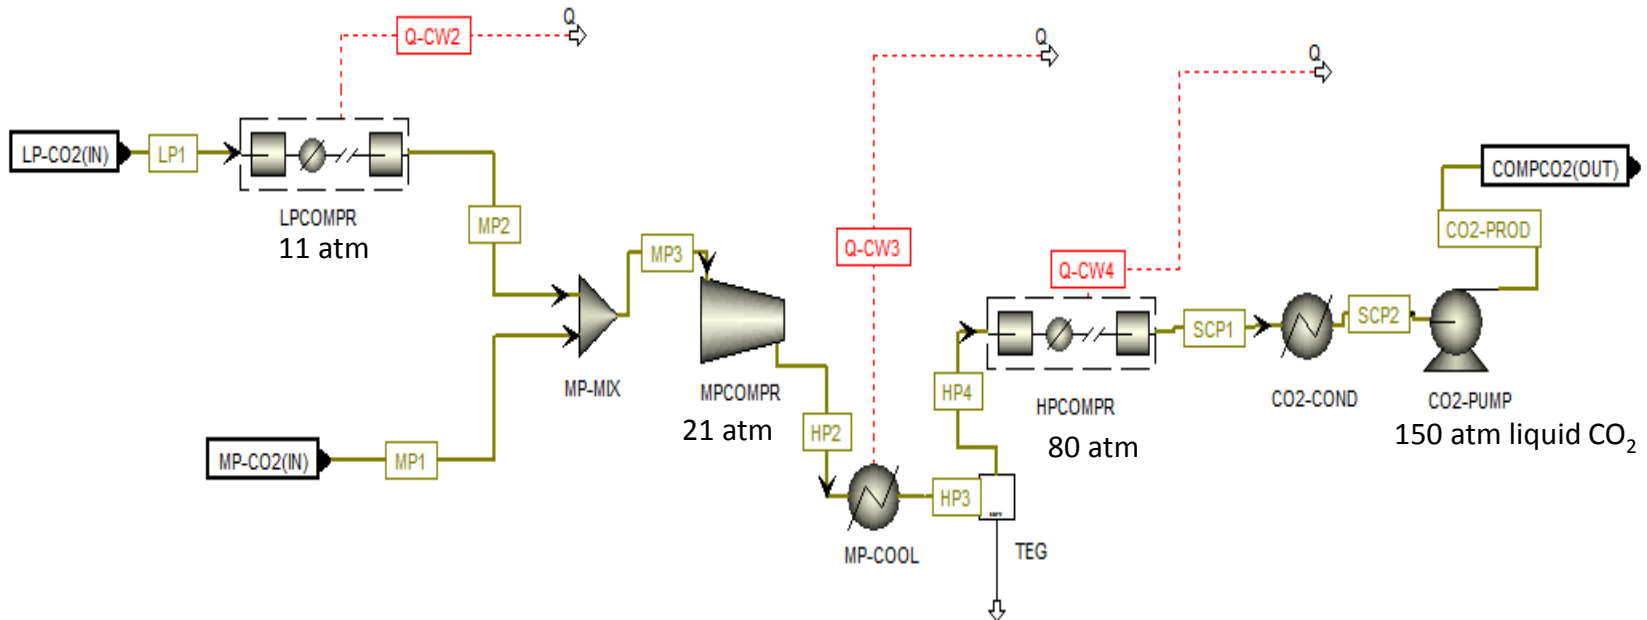 Q
Q-CW2
Q
Q
LP-CO2(IN)
LP1
LPCOMPR
11 atm
MP2
MP3
Q-CW3
Q-CW4
COMPCO2(OUT)
CO2-PROD
MP-MIX
MPCOMPR
21 atm
SCP1
SCP2
HP4
HPCOMPR
80 atm
CO2-COND
CO2-PUMP
150 atm liquid CO₂
MP-CO2(IN)
MP1
HP2
HP3
MP-COOL
TEG